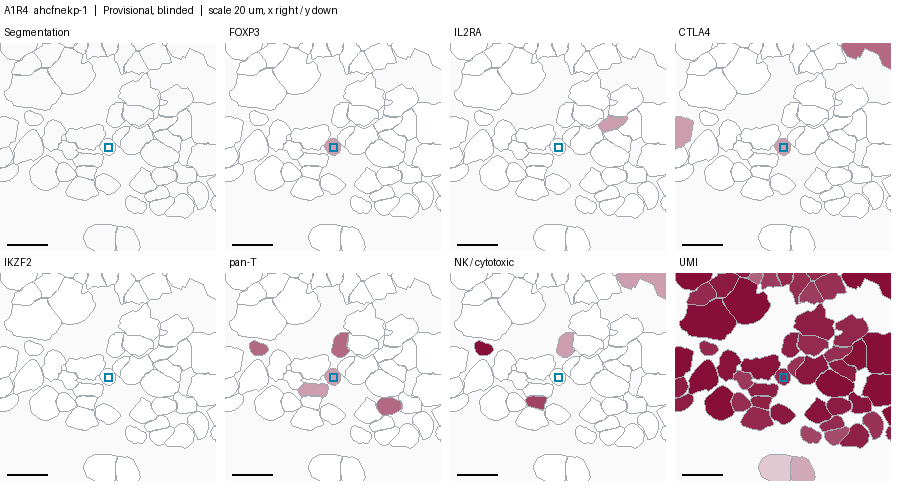 A1R4 ahcfnekp-1 | Provisional, blinded | scale 20 um, x right / y down
Segmentation FOXP3 IL2RA CTLA4
IKZF2 pan-T NK / cytotoxic UMI